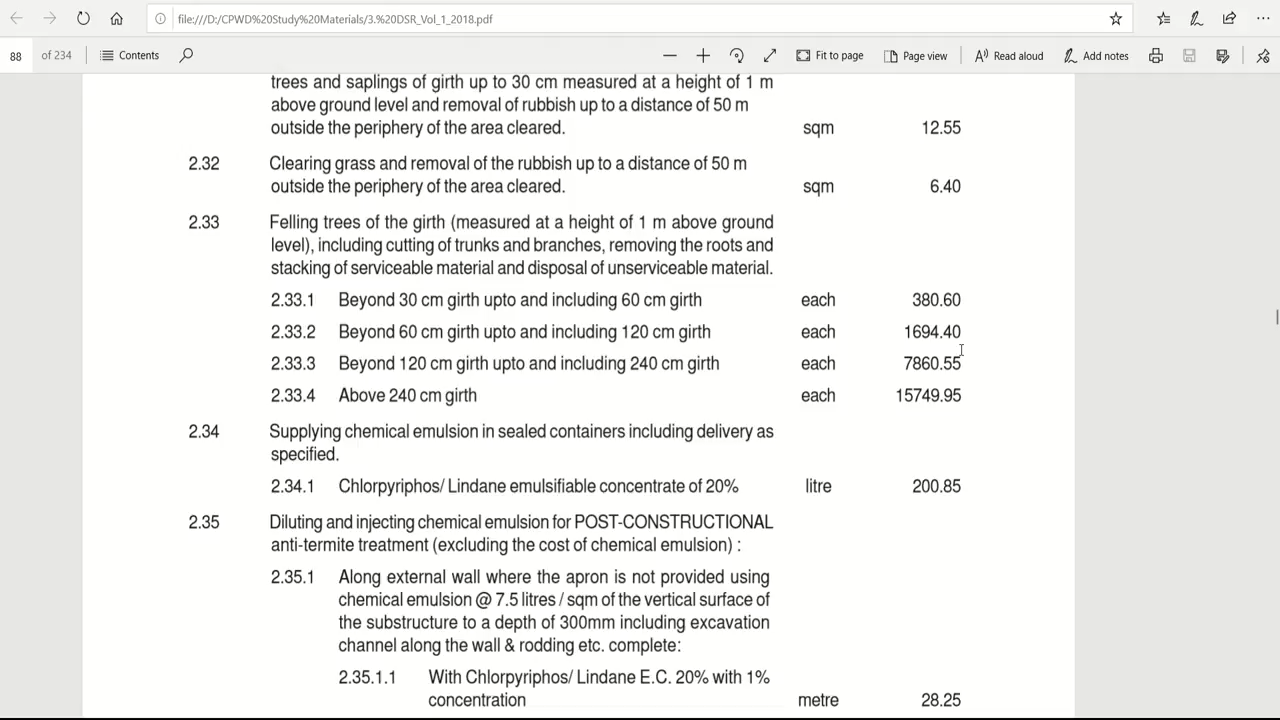 file:///D:/CPWD%20Study%20Materials/3.%20DSR_Vol_1_2018.pdf
88 of 234 Contents Fit to page Page view Read aloud Add notes
trees and saplings of girth up to 30 cm measured at a height of 1 m
above ground level and removal of rubbish up to a distance of 50 m
outside the periphery of the area cleared. sqm 12.55
2.32 Clearing grass and removal of the rubbish up to a distance of 50 m
outside the periphery of the area cleared. sqm 6.40
2.33 Felling trees of the girth (measured at a height of 1 m above ground
level), including cutting of trunks and branches, removing the roots and
stacking of serviceable material and disposal of unserviceable material.
2.33.1 Beyond 30 cm girth upto and including 60 cm girth each 380.60
2.33.2 Beyond 60 cm girth upto and including 120 cm girth each 1694.40
2.33.3 Beyond 120 cm girth upto and including 240 cm girth each 7860.55
2.33.4 Above 240 cm girth each 15749.95
2.34 Supplying chemical emulsion in sealed containers including delivery as
specified.
2.34.1 Chlorpyriphos/ Lindane emulsifiable concentrate of 20% litre 200.85
2.35 Diluting and injecting chemical emulsion for POST-CONSTRUCTIONAL
anti-termite treatment (excluding the cost of chemical emulsion) :
2.35.1 Along external wall where the apron is not provided using
chemical emulsion @ 7.5 litres / sqm of the vertical surface of
the substructure to a depth of 300mm including excavation
channel along the wall & rodding etc. complete:
2.35.1.1 With Chlorpyriphos/ Lindane E.C. 20% with 1%
concentration metre 28.25